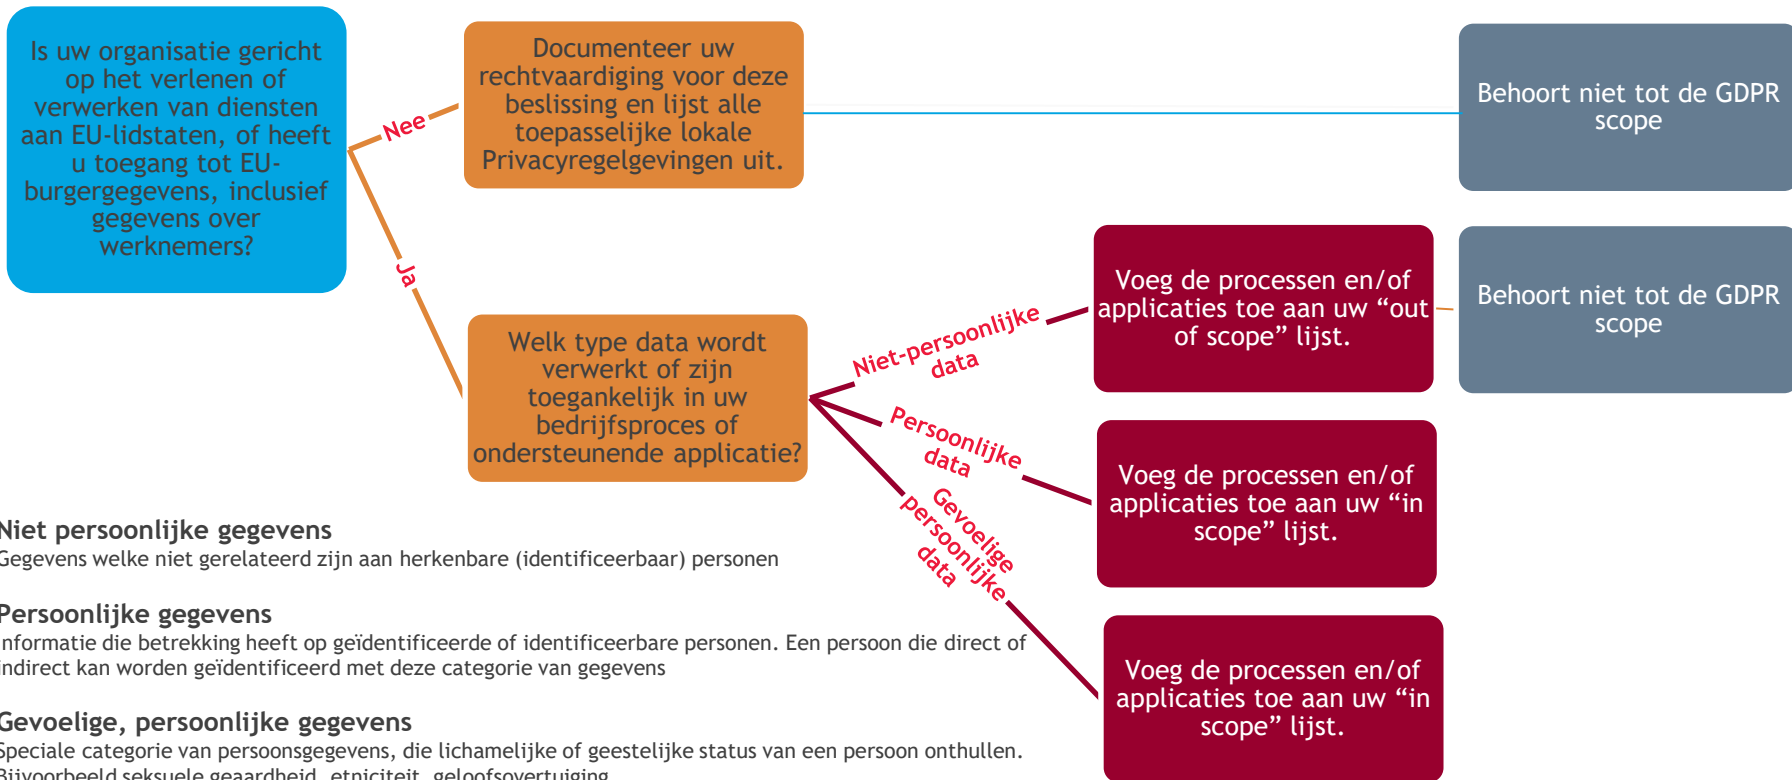 Is uw organisatie gericht
op het verlenen of
verwerken van diensten
aan EU-lidstaten, of heeft
u toegang tot EU-
burgergegevens, inclusief
gegevens over
werknemers?
Nee
Documenteer uw
rechtvaardiging voor deze
beslissing en lijst alle
toepasselijke lokale
Privacyregelgevingen uit.
Behoort niet tot de GDPR
scope
Ja
Welk type data wordt
verwerkt of zijn
toegankelijk in uw
bedrijfsproces of
ondersteunende applicatie?
Niet-persoonlijke
data
Voeg de processen en/of
applicaties toe aan uw “out
of scope” lijst.
Behoort niet tot de GDPR
scope
Persoonlijke
data
Voeg de processen en/of
applicaties toe aan uw “in
scope” lijst.
Gevoelige
persoonlijke
data
Voeg de processen en/of
applicaties toe aan uw “in
scope” lijst.
Niet persoonlijke gegevens
Gegevens welke niet gerelateerd zijn aan herkenbare (identificeerbaar) personen
Persoonlijke gegevens
Informatie die betrekking heeft op geïdentificeerde of identificeerbare personen. Een persoon die direct of
indirect kan worden geïdentificeerd met deze categorie van gegevens
Gevoelige, persoonlijke gegevens
Speciale categorie van persoonsgegevens, die lichamelijke of geestelijke status van een persoon onthullen.
Bijvoorbeeld seksuele geaardheid, etniciteit, geloofsovertuiging